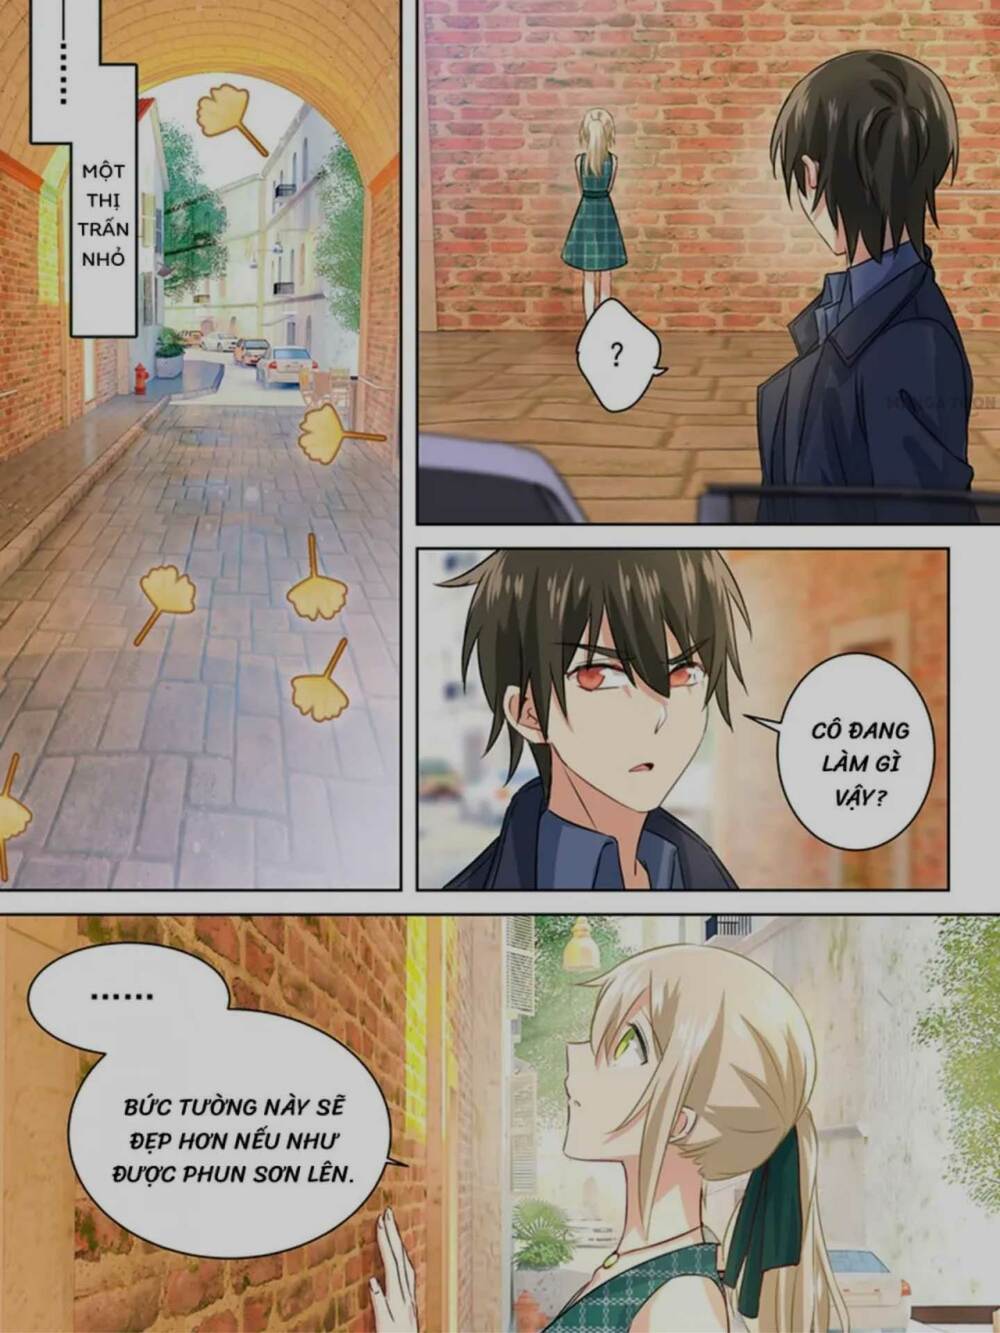 ......
MỘT
THỊ
TRẤN
NHỎ
?
CÔ ĐANG
LÀM GÌ
VẬY?
......
BỨC TƯỜNG NÀY SẼ
ĐẸP HƠN NẾU NHƯ
ĐƯỢC PHUN SƠN LÊN.